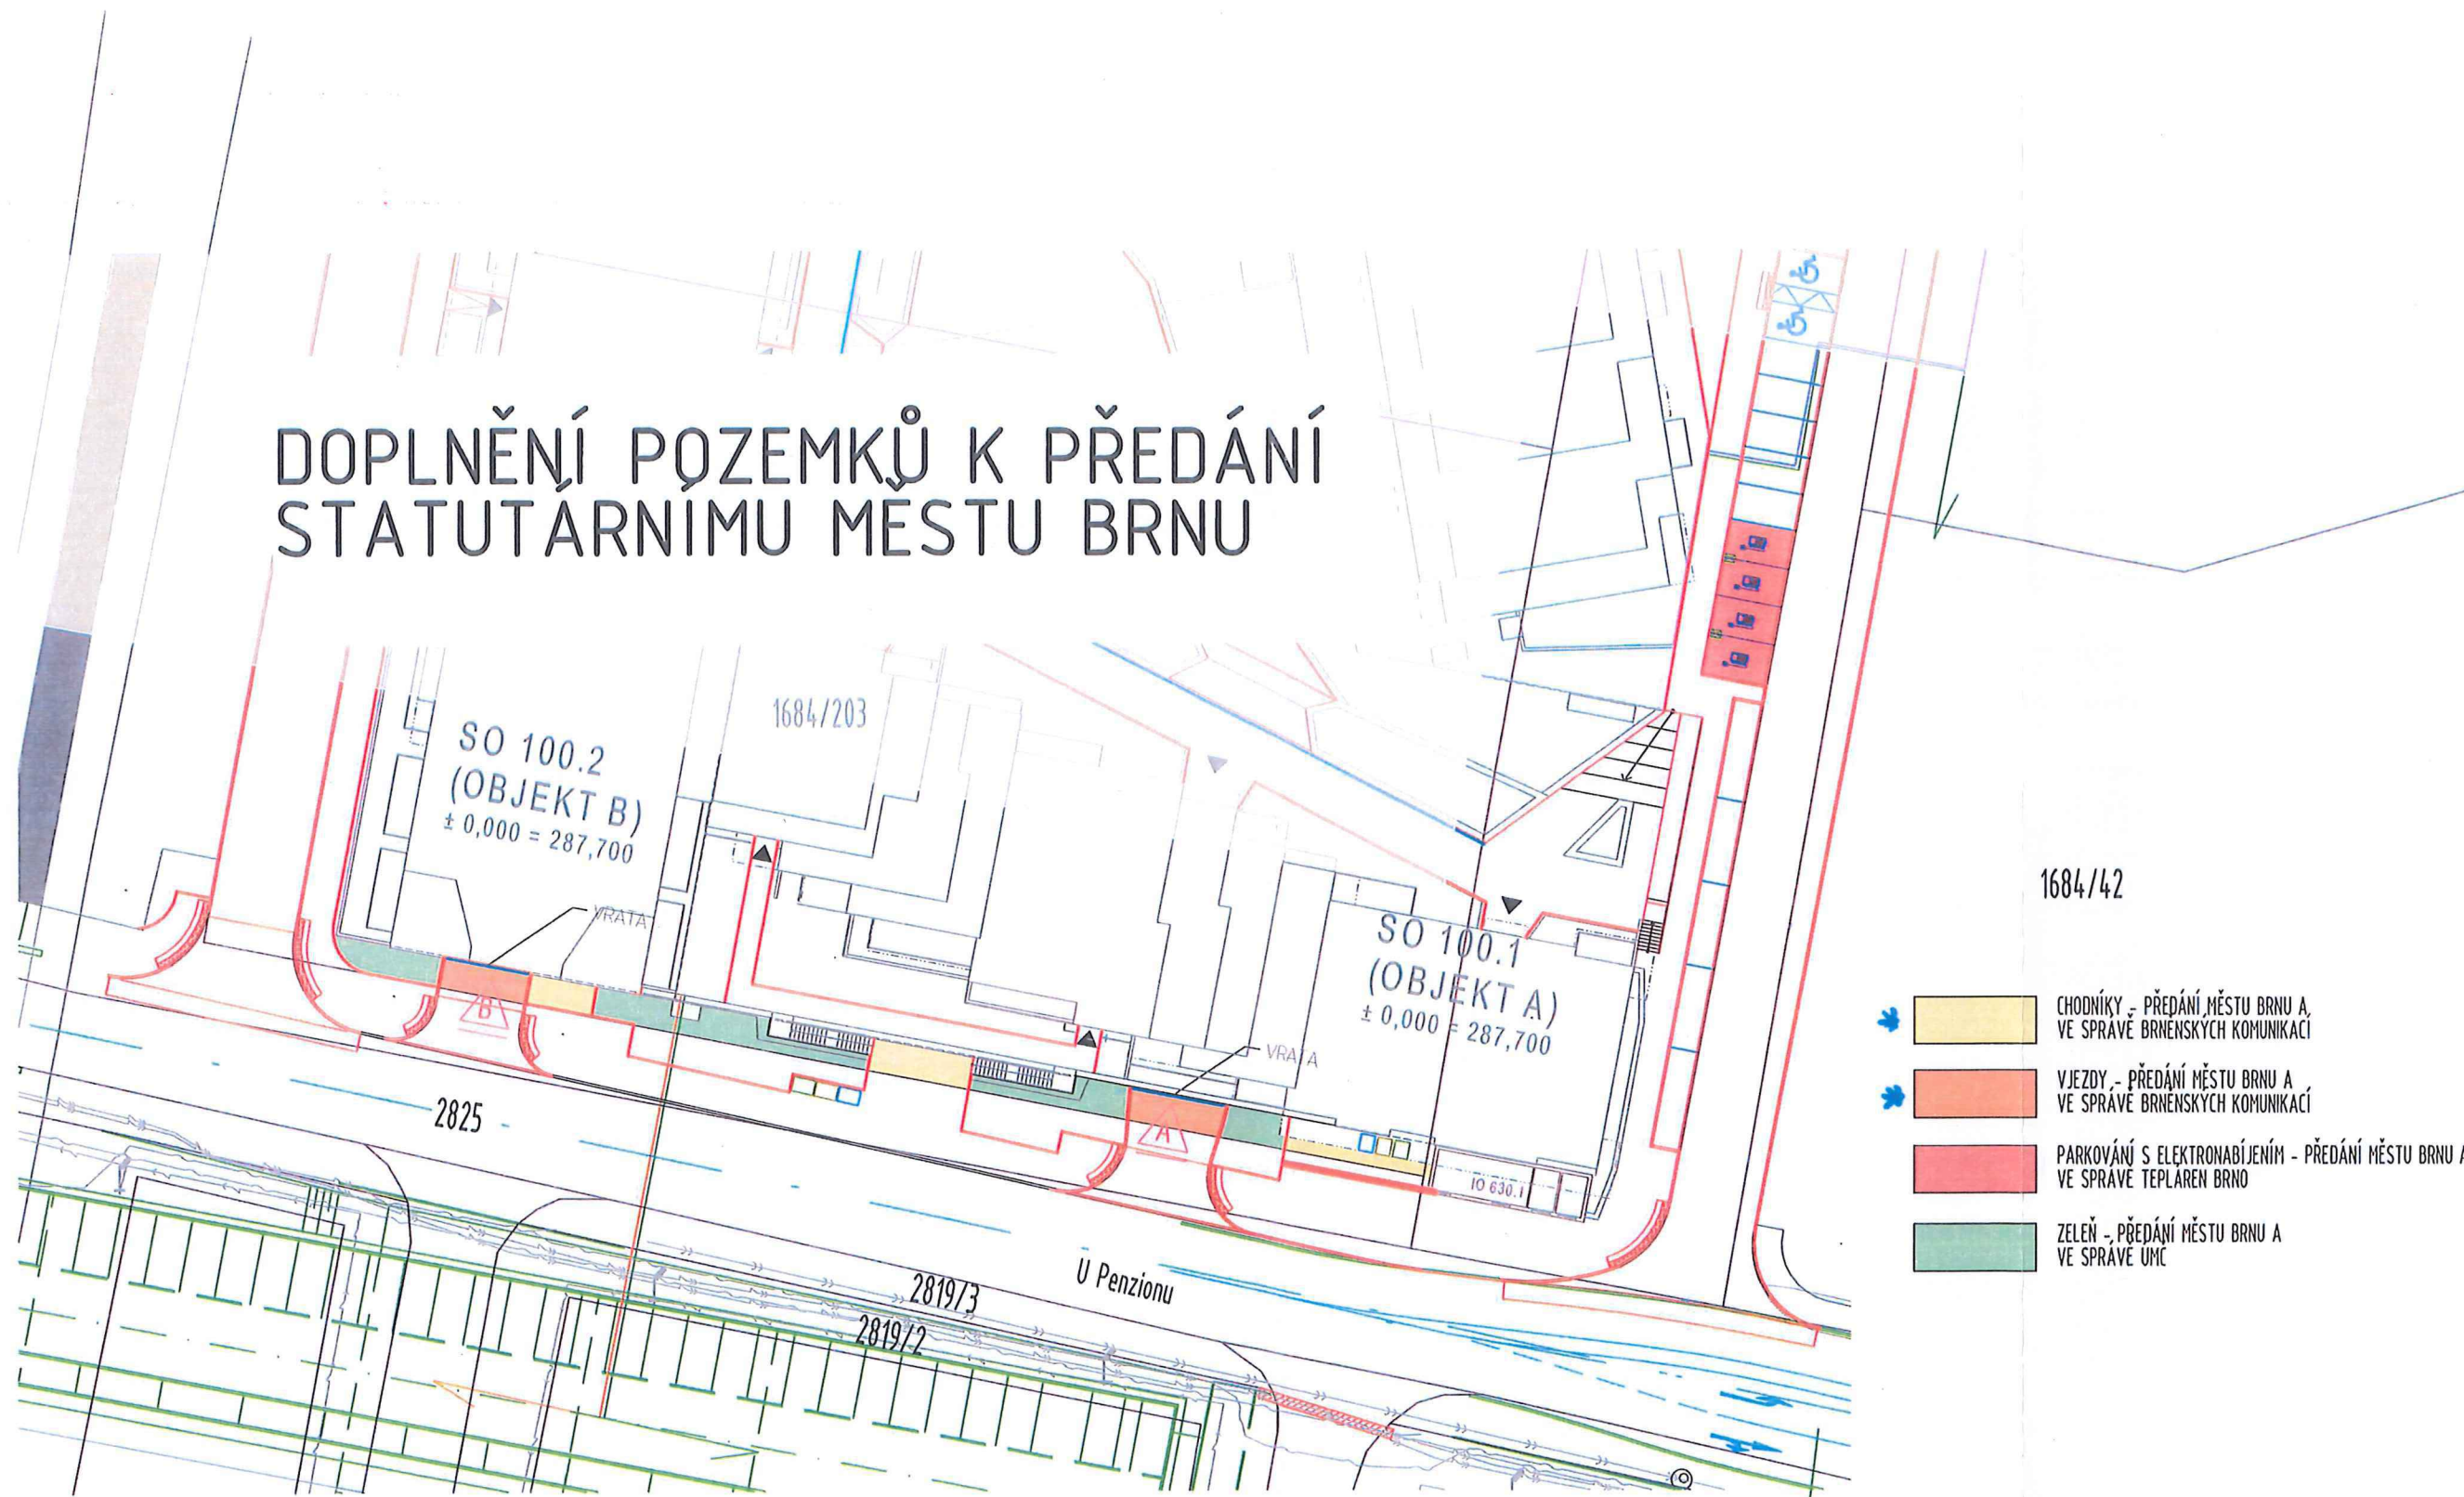 DOPLNĚNÍ POZEMKŮ K PŘEDÁNÍ
STATUTÁRNÍMU MĚSTU BRNU
SO 100.2
(OBJEKT B)
± 0,000 = 287,700
1684/203
VRATA
B
SO 100.1
(OBJEKT A)
± 0,000 = 287,700
VRATA
A
IO 630.1
1684/42
2825
2819/3
2819/2
U Penzionu
CHODNÍKY - PŘEDÁNÍ MĚSTU BRNU A
VE SPRÁVĚ BRNĚNSKÝCH KOMUNIKACÍ
VJEZDY - PŘEDÁNÍ MĚSTU BRNU A
VE SPRÁVĚ BRNĚNSKÝCH KOMUNIKACÍ
PARKOVÁNÍ S ELEKTRONABÍJENÍM - PŘEDÁNÍ MĚSTU BRNU A
VE SPRÁVĚ TEPLÁREN BRNO
ZELEŇ - PŘEDÁNÍ MĚSTU BRNU A
VE SPRÁVĚ ÚMČ